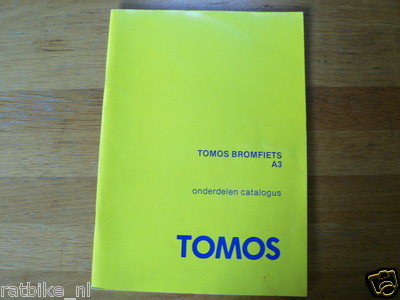 TOMOS BROMFIETS
A3
onderdelen catalogus
TOMOS
ratbike_nl